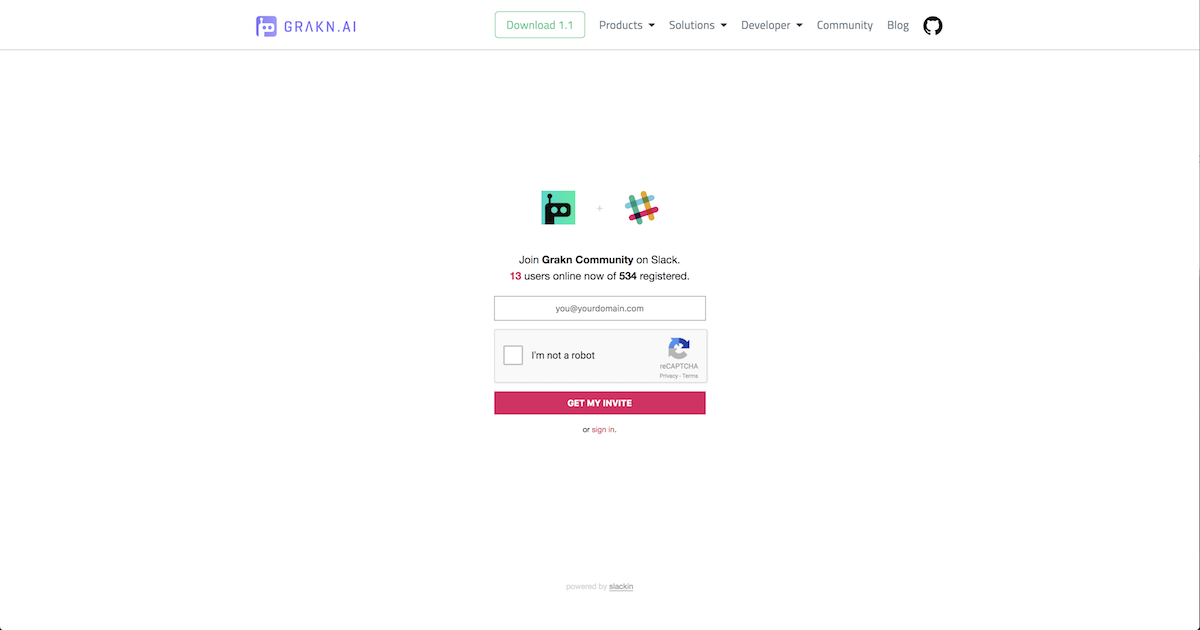 GRAKN.AI
Download 1.1
Products
Solutions
Developer
Community
Blog
+
Join Grakn Community on Slack.
13 users online now of 534 registered.
you@yourdomain.com
I'm not a robot
reCAPTCHA
Privacy - Terms
GET MY INVITE
or sign in.
powered by slackin